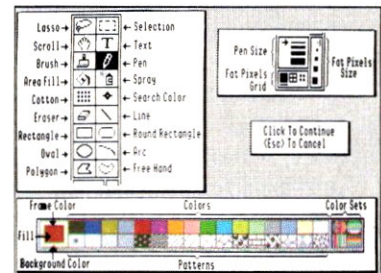 Lasso → ← Selection
Scroll → T ← Text
Brush → ← Pen
Area Fill → ← Spray
Cotton → ← Search Color
Eraser → ← Line
Rectangle → ← Round Rectangle
Oval → ← Arc
Polygon → ← Free Hand
Pen Size
Fat Pixels
Grid
Fat Pixels
Size
Click To Continue
(Esc) To Cancel
Frame Color
Colors
Color Sets
Fill →
Background Color
Patterns